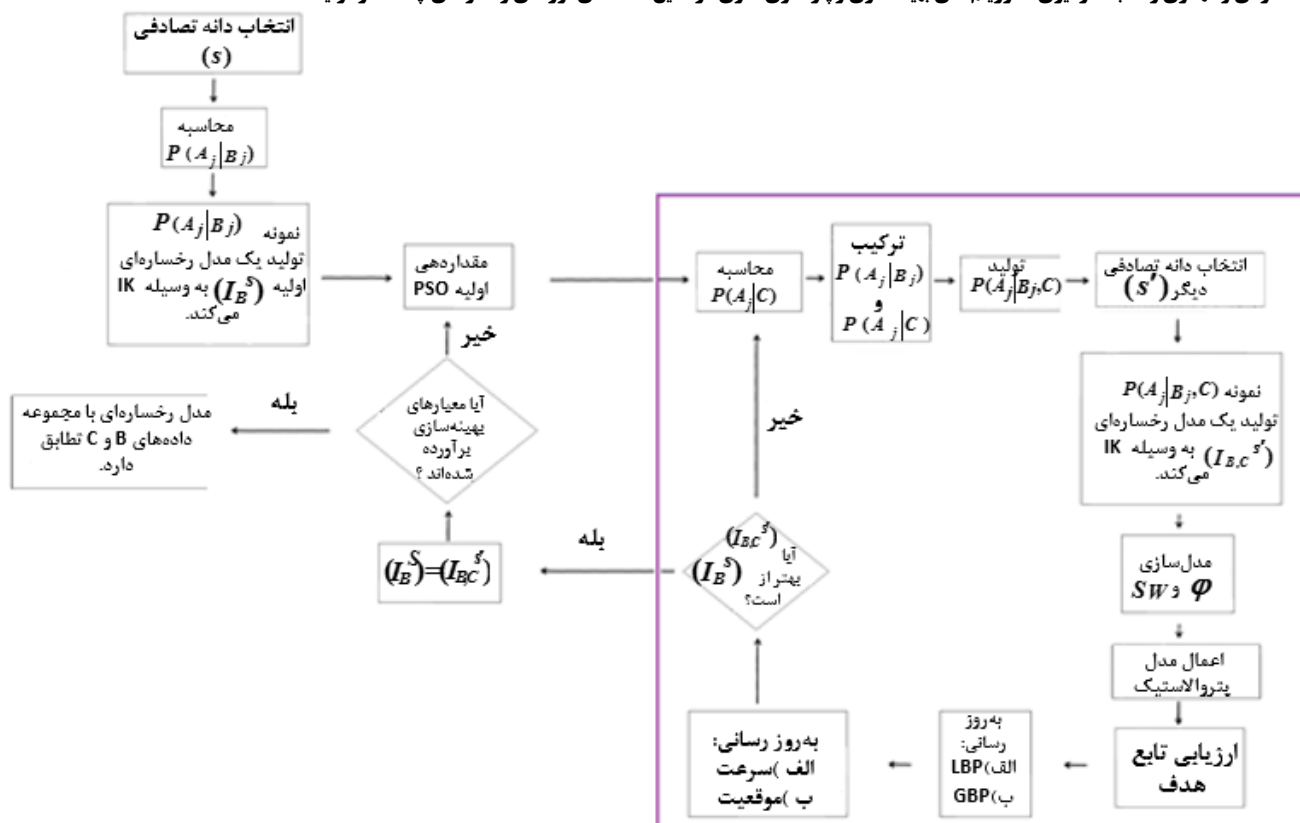 انتخاب دانه تصادفی
(s)
محاسبه
P(A_j|B_j)
نمونه P(A_j|B_j)
تولید یک مدل رخساره‌ای
اولیه (I_B^S) به وسیله IK
می‌کند.
مقداردهی
اولیه PSO
محاسبه
P(A_j|C)
ترکیب
P(A_j|B_j)
و
P(A_j|C)
تولید
P(A_j|B_j,C)
انتخاب دانه تصادفی
دیگر (s')
نمونه P(A_j|B_j,C)
تولید یک مدل رخساره‌ای
(I_{B,C}^{s'}) به وسیله IK
می‌کند.
مدل‌سازی
φ و SW
اعمال مدل
پتروالاستیک
ارزیابی تابع
هدف
به‌روز
رسانی:
الف)LBP
ب)GBP
به‌روز رسانی:
الف )سرعت
ب )موقعیت
آیا (I_{B,C}^{s'})
بهتر از (I_B^S)
است؟
خیر
بله
(I_B^S)=(I_{B,C}^{s'})
آیا معیارهای
بهینه‌سازی
برآورده
شده‌اند ؟
خیر
بله
مدل رخساره‌ای با مجموعه
داده‌های B و C تطابق
دارد.